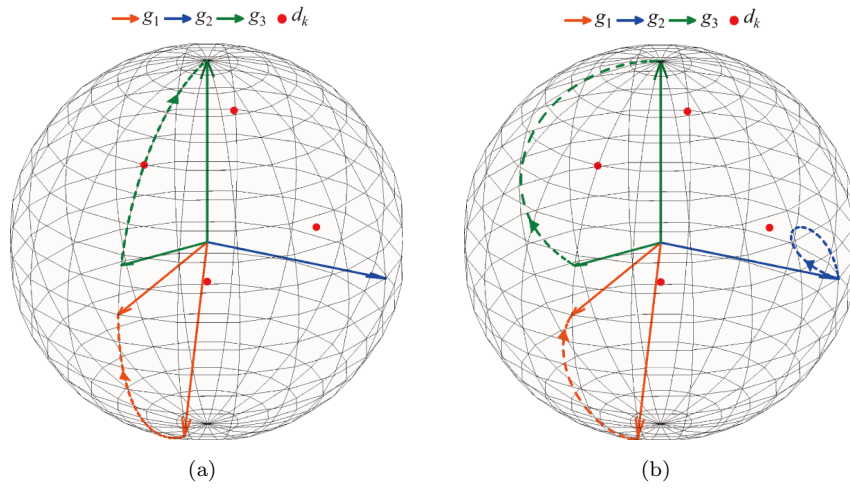 g₁ g₂ g₃ dₖ
g₁ g₂ g₃ dₖ
(a)
(b)